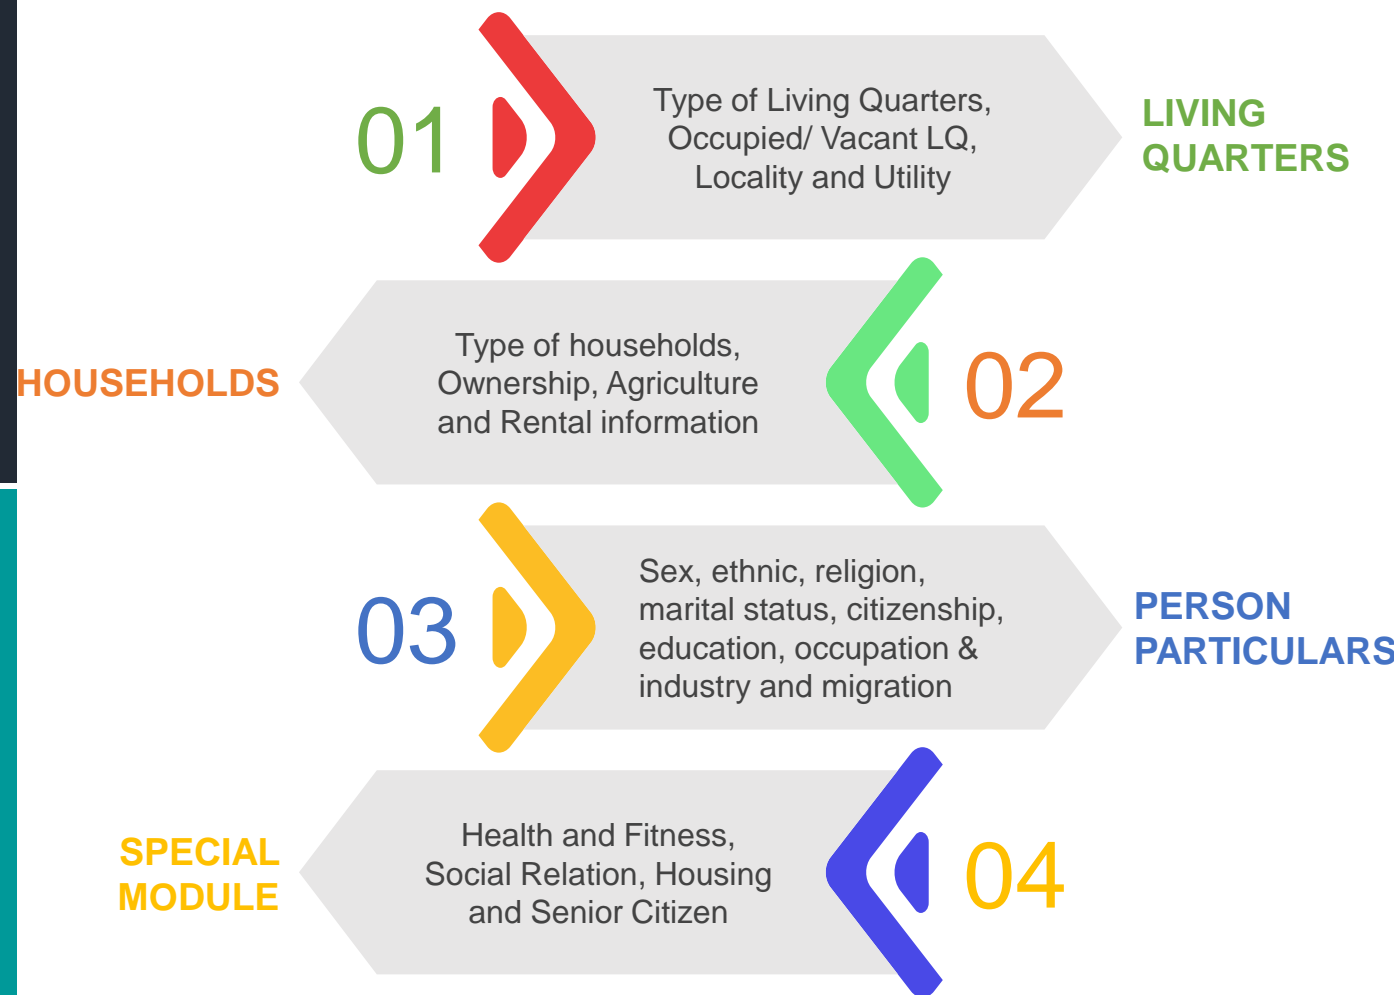 01
Type of Living Quarters,
Occupied/ Vacant LQ,
Locality and Utility
LIVING
QUARTERS
HOUSEHOLDS
Type of households,
Ownership, Agriculture
and Rental information
02
03
Sex, ethnic, religion,
marital status, citizenship,
education, occupation &
industry and migration
PERSON
PARTICULARS
SPECIAL
MODULE
Health and Fitness,
Social Relation, Housing
and Senior Citizen
04